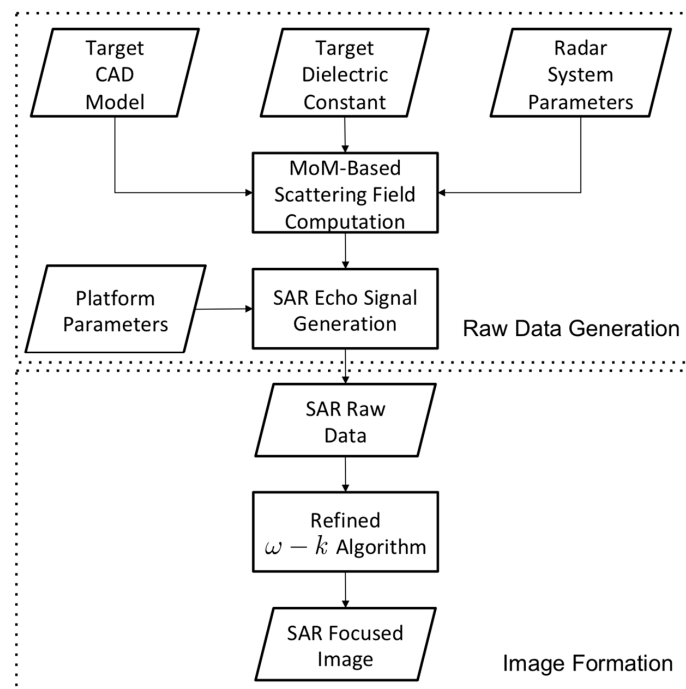 Target
CAD
Model
Target
Dielectric
Constant
Radar
System
Parameters
MoM-Based
Scattering Field
Computation
Platform
Parameters
SAR Echo Signal
Generation
Raw Data Generation
SAR Raw
Data
Refined
ω − k Algorithm
SAR Focused
Image
Image Formation